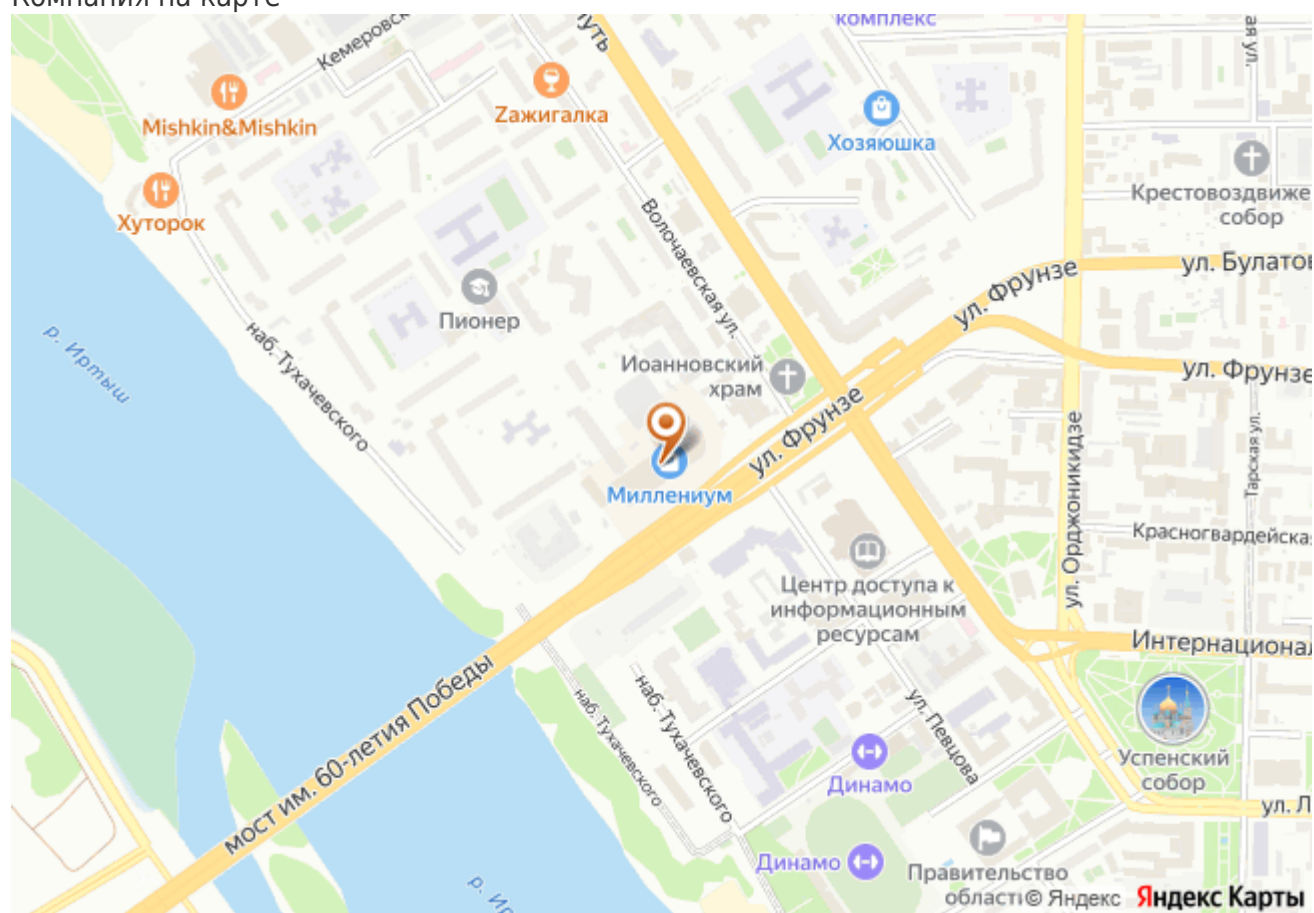 Компания на карте
комплекс
Кемеровск
Zажигалка
Mishkin&Mishkin
Хозяюшка
Крестовоздвиже
собор
Хуторок
Волочаевская ул.
ул. Булатов
ул. Фрунзе
Пионер
р. Иртыш
наб. Тухачевского
Иоанновский
храм
ул. Фрунзе
ул. Фрунзе
Тарская ул.
ул. Орджоникидзе
Миллениум
Красногвардейска
Центр доступа к
информационным
ресурсам
Интернационал
мост им. 60-летия Победы
наб. Тухачевского
наб. Тухачевского
ул. Певцова
Успенский
собор
Динамо
ул. Л
Динамо
Правительство
област
© Яндекс
Яндекс Карты